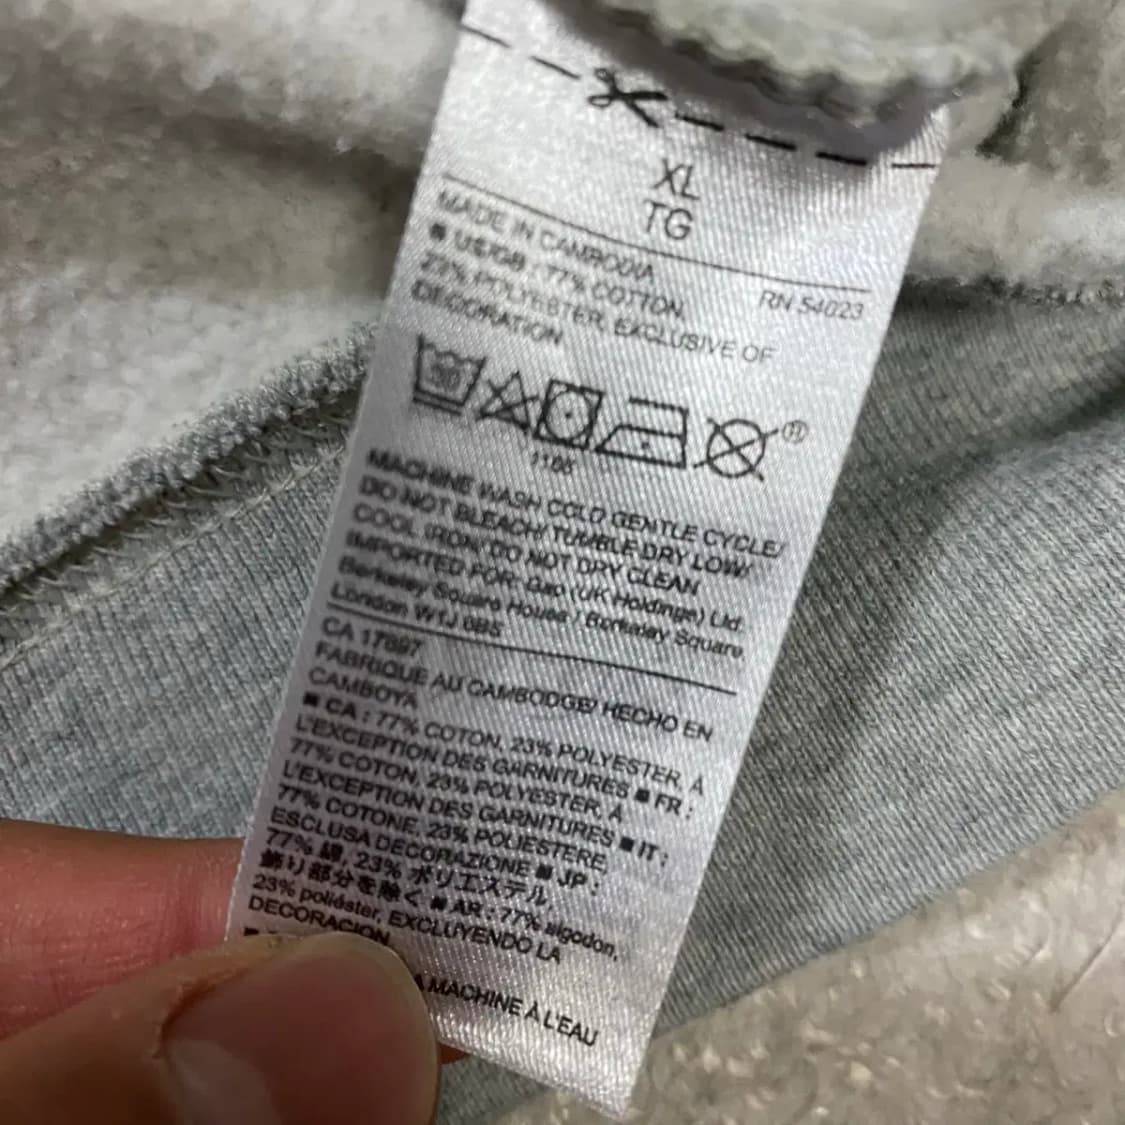 XL
TG
MADE IN CAMBODIA
RN 54023
■ US/GB : 77% COTTON,
23% POLYESTER, EXCLUSIVE OF
DECORATION
30
®
1166
MACHINE WASH COLD GENTLE CYCLE/
DO NOT BLEACH/ TUMBLE DRY LOW/
COOL IRON/ DO NOT DRY CLEAN
IMPORTED FOR: Gap (UK Holdings) Ltd.
Berkeley Square House / Berkeley Square,
London W1J 6BS
CA 17897
FABRIQUE AU CAMBODGE/ HECHO EN
CAMBOYA
■ CA : 77% COTON, 23% POLYESTER, À
L'EXCEPTION DES GARNITURES ■ FR :
77% COTON, 23% POLYESTER, À
L'EXCEPTION DES GARNITURES ■ IT :
77% COTONE, 23% POLIESTERE,
ESCLUSA DECORAZIONE ■ JP :
77% 綿, 23% ポリエステル,
飾り部分を除く ■ AR : 77% algodon,
23% poliéster, EXCLUYENDO LA
DECORACION
A MACHINE À L'EAU